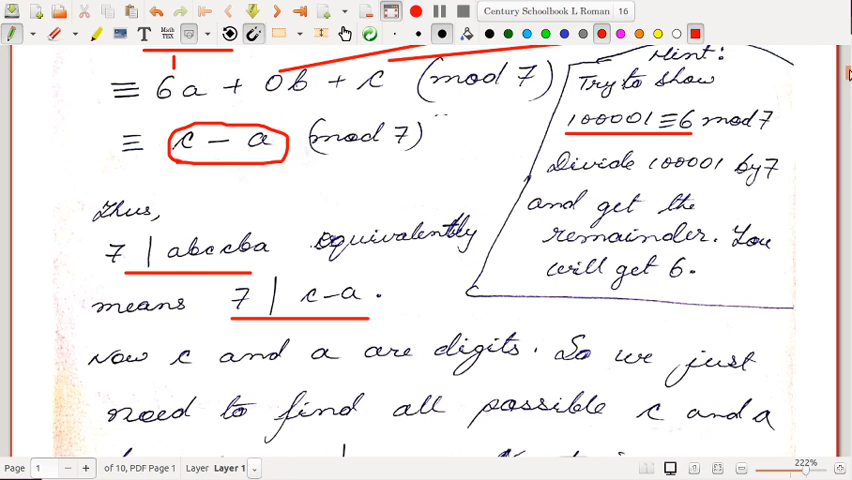 Century Schoolbook L Roman 16
≡ 6a + 0b + c (mod 7)
≡ c - a (mod 7)
Hint:
Try to show
100001 ≡ 6 mod 7
Divide 100001 by 7
and get the
remainder. You
will get 6.
Thus,
7 | abccba equivalently
means 7 | c-a.
Now c and a are digits. So we just
need to find all possible c and a
Page 1 of 10, PDF Page 1 Layer Layer 1 222%